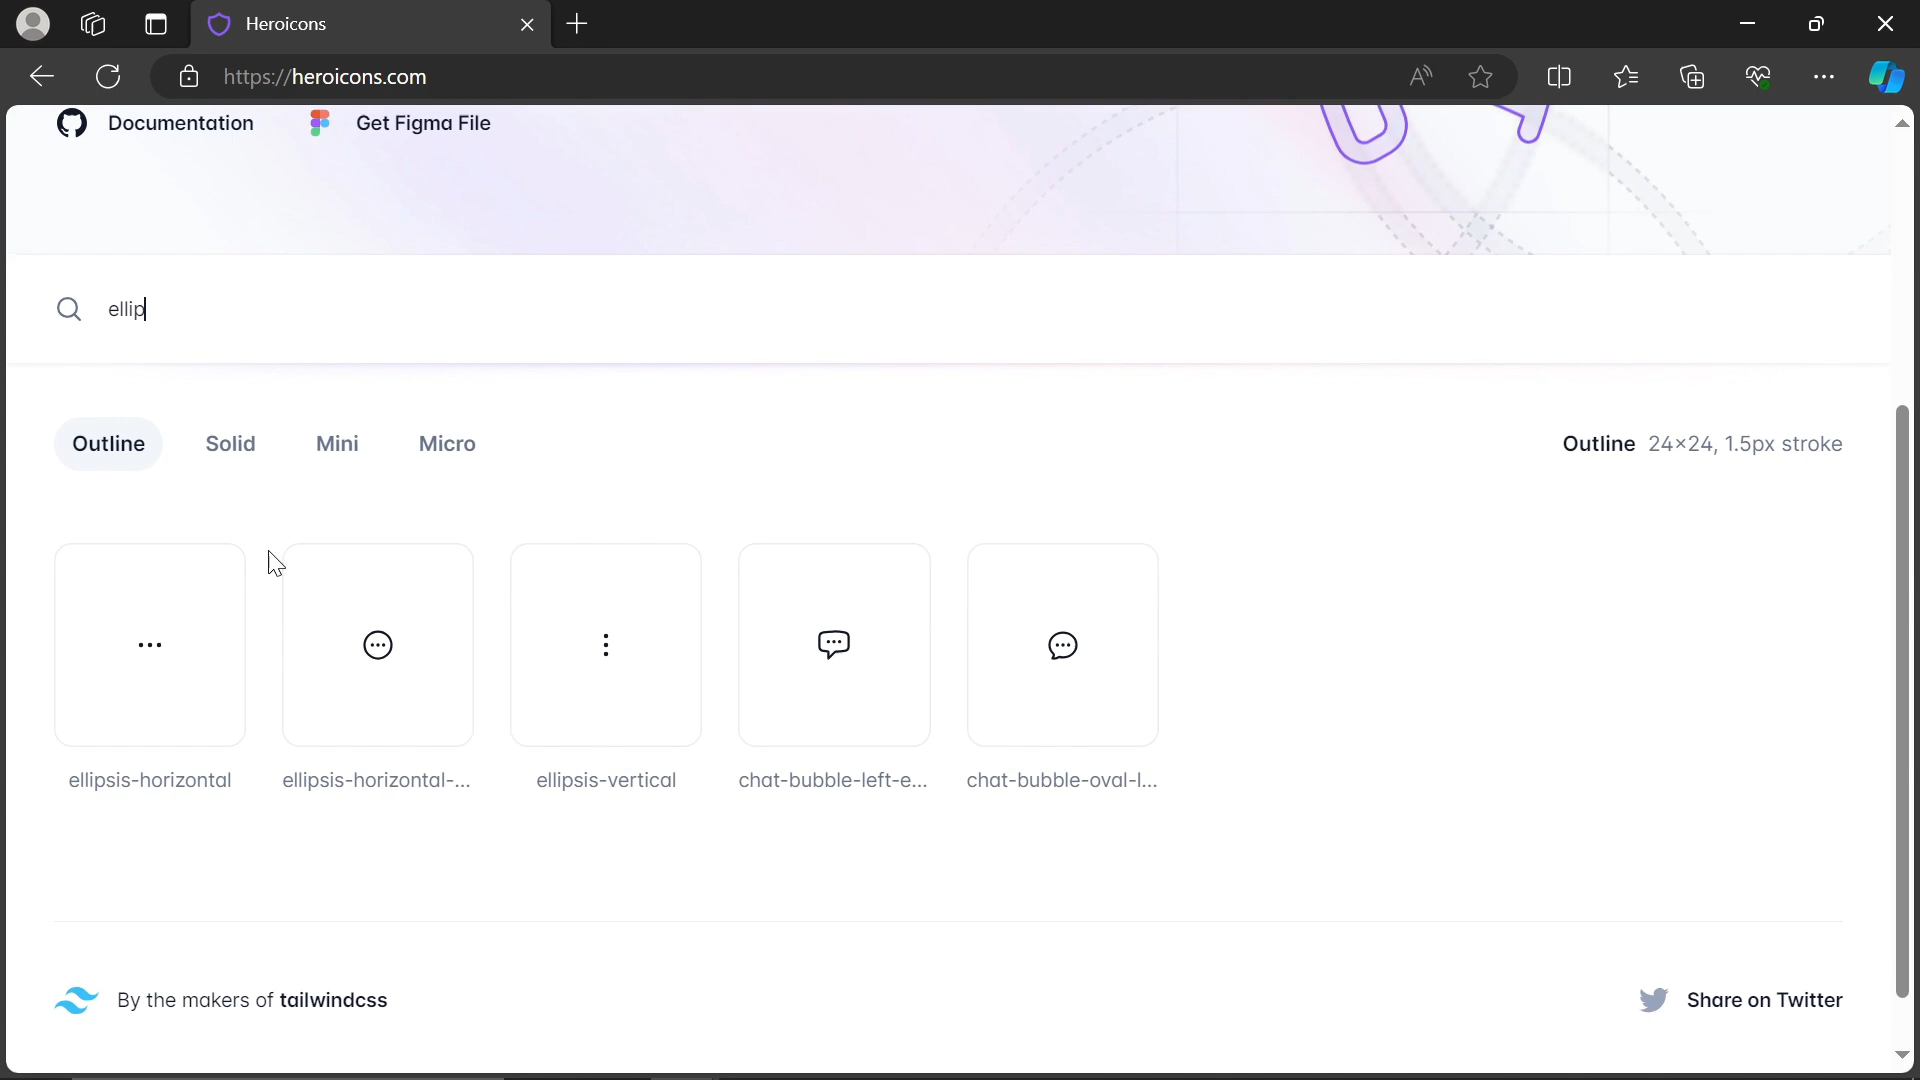 Heroicons
https://heroicons.com
Documentation
Get Figma File
ellip
Outline
Solid
Mini
Micro
Outline 24×24, 1.5px stroke
ellipsis-horizontal
ellipsis-horizontal-...
ellipsis-vertical
chat-bubble-left-e...
chat-bubble-oval-l...
By the makers of tailwindcss
Share on Twitter